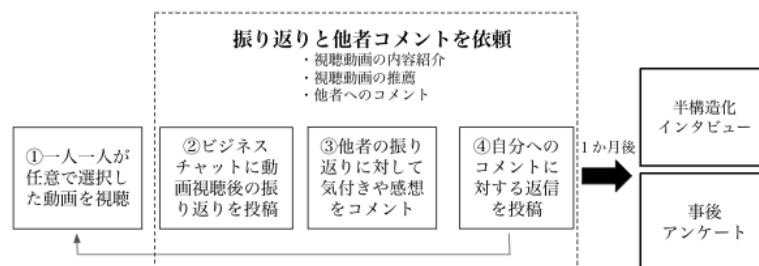 振り返りと他者コメントを依頼
・視聴動画の内容紹介
・視聴動画の推薦
・他者へのコメント
①一人一人が
任意で選択し
た動画を視聴
②ビジネス
チャットに動
画視聴後の振
り返りを投稿
③他者の振り
返りに対して
気付きや感想
をコメント
④自分への
コメントに
対する返信
を投稿
1か月後
半構造化
インタビュー
事後
アンケート